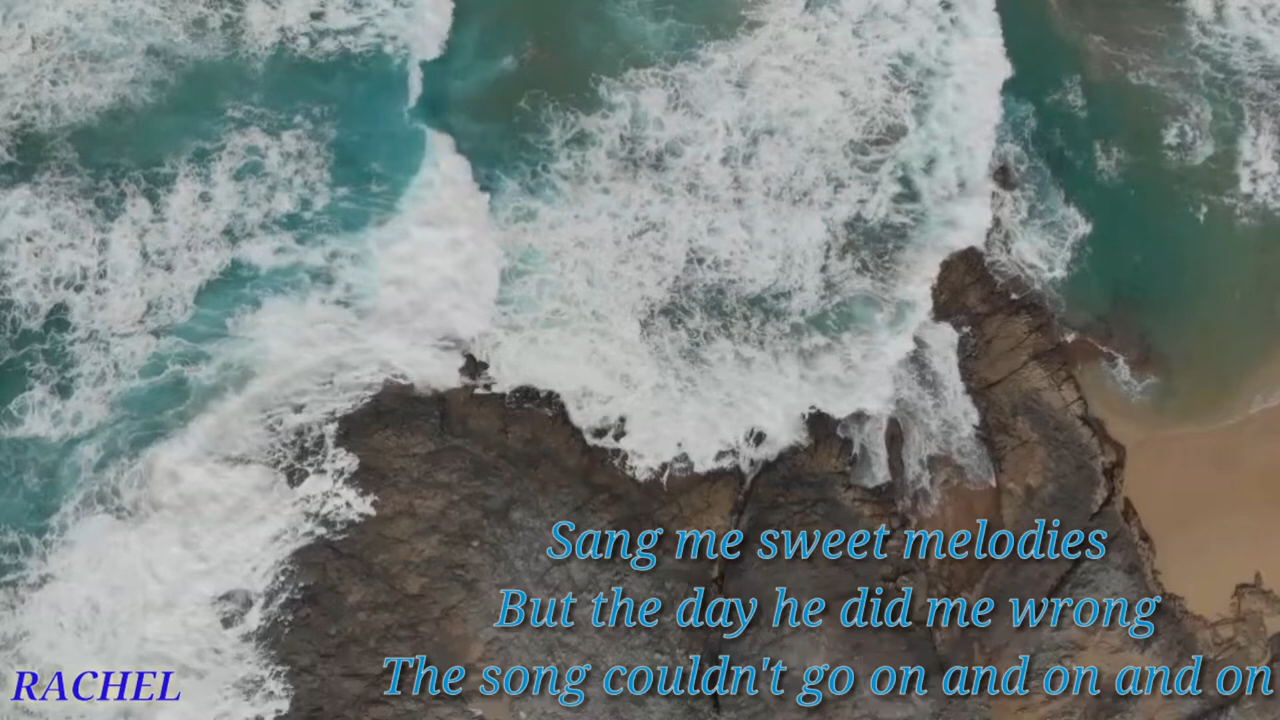 Sang me sweet melodies
But the day he did me wrong
The song couldn't go on and on and on
RACHEL